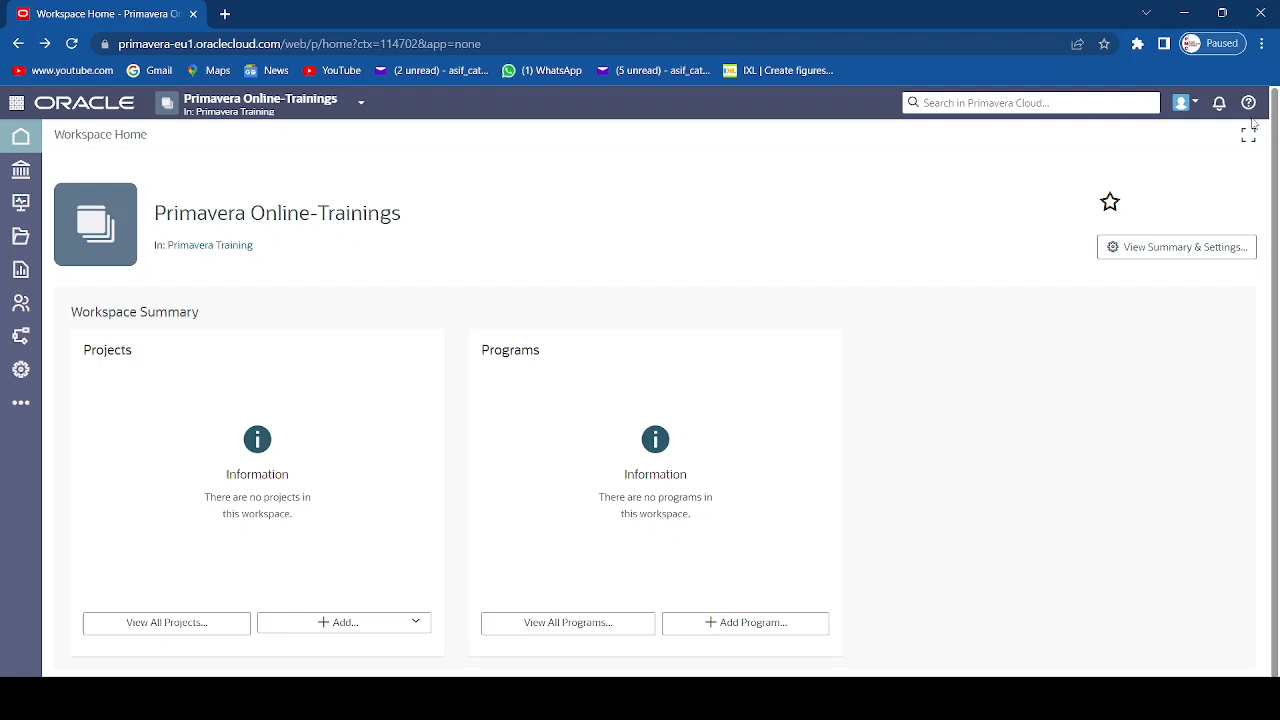 Workspace Home - Primavera On
primavera-eu1.oraclecloud.com/web/p/home?ctx=114702&app=none
Paused
www.youtube.com
Gmail
Maps
News
YouTube
(2 unread) - asif_cat...
(1) WhatsApp
(5 unread) - asif_cat...
IXL | Create figures...
ORACLE
Primavera Online-Trainings
In: Primavera Training
Search in Primavera Cloud...
Workspace Home
Primavera Online-Trainings
In: Primavera Training
View Summary & Settings...
Workspace Summary
Projects
Information
There are no projects in
this workspace.
View All Projects...
Add...
Programs
Information
There are no programs in
this workspace.
View All Programs...
Add Program...